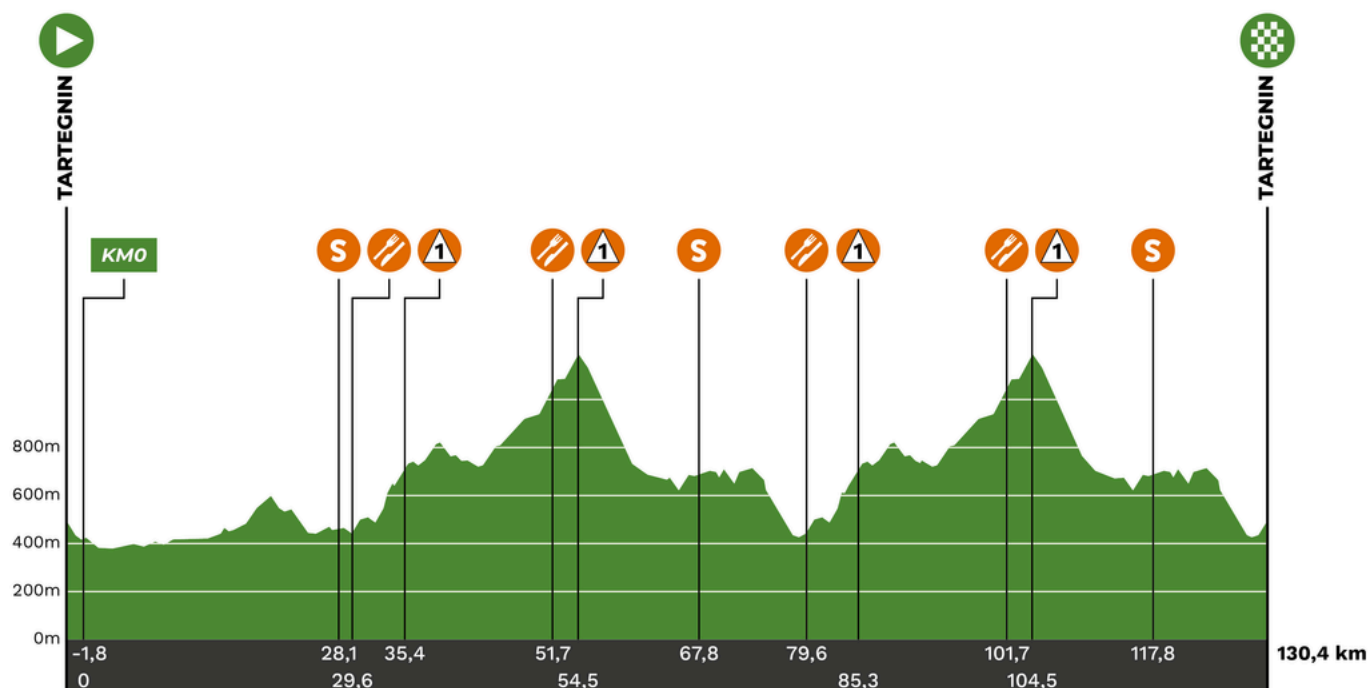 TARTEGNIN
TARTEGNIN
KM0
S
1
1
S
1
1
S
800m
600m
400m
200m
0m
-1,8
28,1
35,4
51,7
67,8
79,6
101,7
117,8
130,4 km
0
29,6
54,5
85,3
104,5